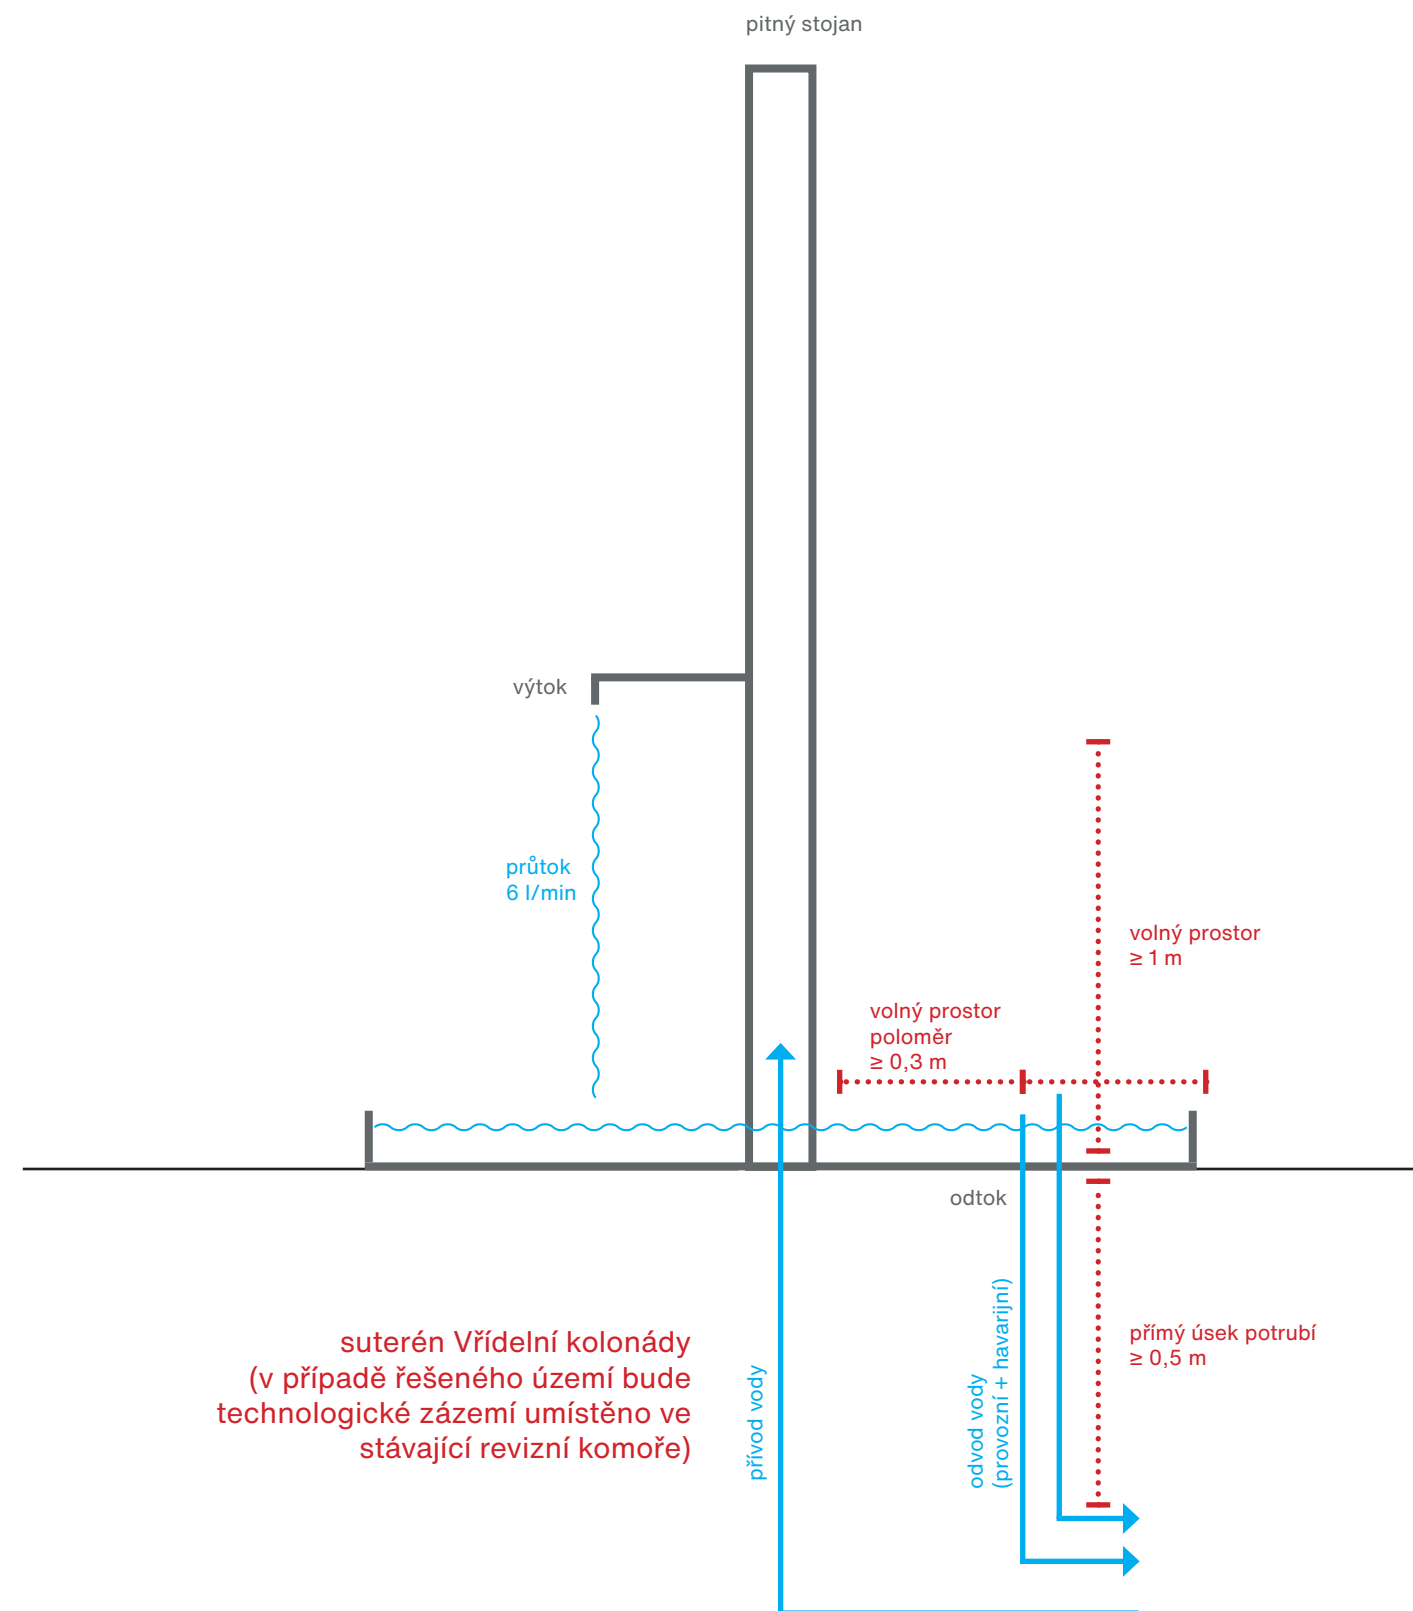 pitný stojan
výtok
průtok
6 l/min
volný prostor
≥ 1 m
volný prostor
poloměr
≥ 0,3 m
odtok
suterén Vřídelní kolonády
(v případě řešeného území bude
technologické zázemí umístěno ve
stávající revizní komoře)
přívod vody
odvod vody
(provozní + havarijní)
přímý úsek potrubí
≥ 0,5 m